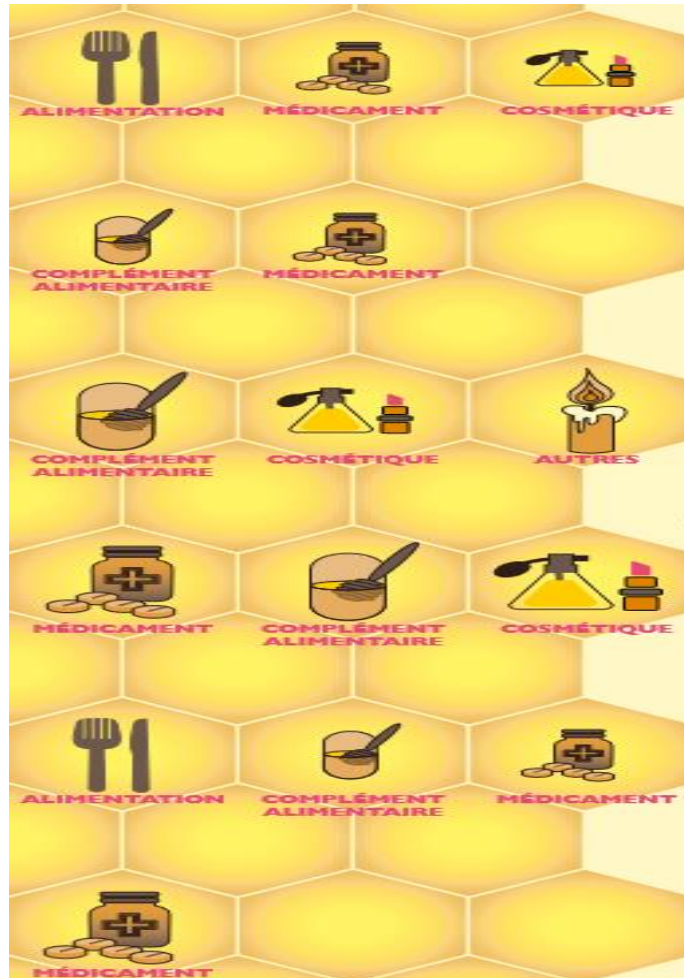 ALIMENTATION MÉDICAMENT COSMÉTIQUE
COMPLÉMENT MÉDICAMENT
ALIMENTAIRE
COMPLÉMENT COSMÉTIQUE AUTRES
ALIMENTAIRE
MÉDICAMENT COMPLÉMENT COSMÉTIQUE
ALIMENTAIRE
ALIMENTATION COMPLÉMENT MÉDICAMENT
ALIMENTAIRE
MÉDICAMENT